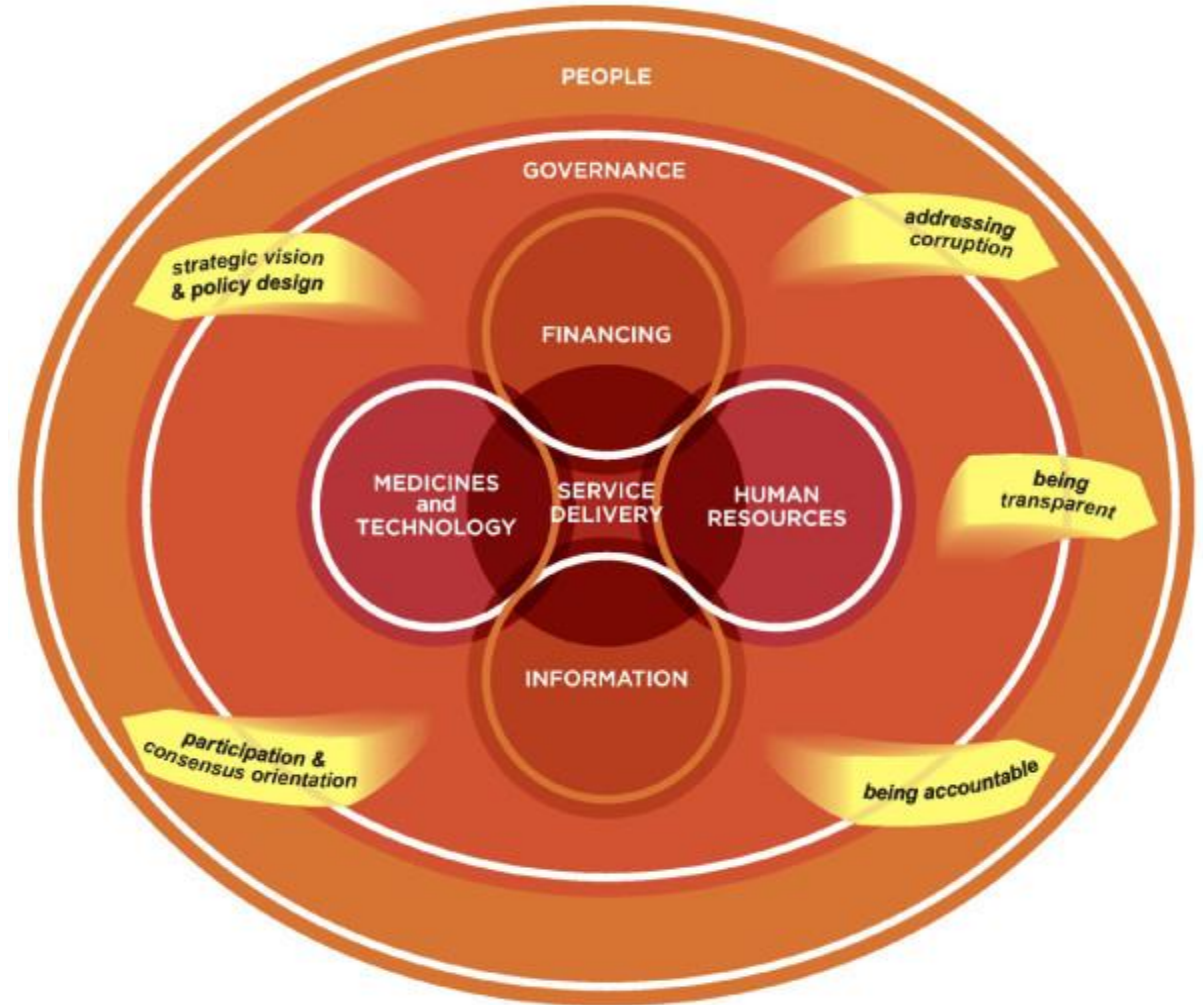 PEOPLE
GOVERNANCE
strategic vision
& policy design
addressing
corruption
FINANCING
MEDICINES
and
TECHNOLOGY
SERVICE
DELIVERY
HUMAN
RESOURCES
being
transparent
INFORMATION
participation &
consensus orientation
being accountable